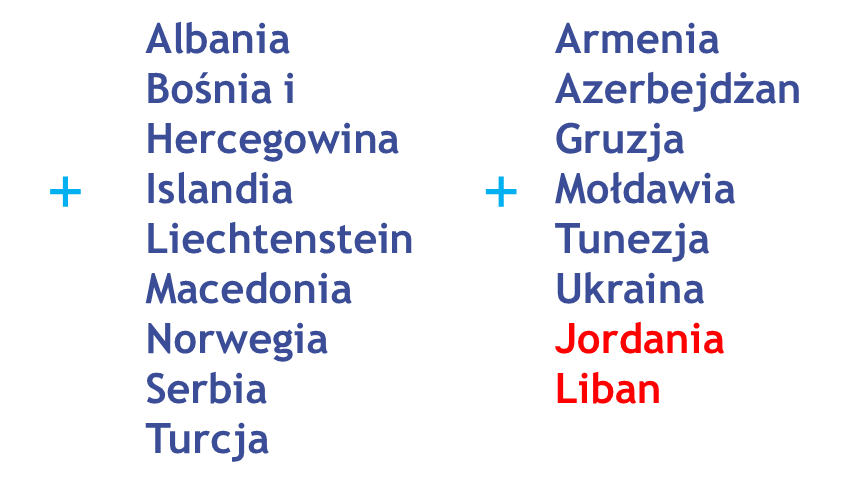 Albania
Bośnia i
Hercegowina
+ Islandia
Liechtenstein
Macedonia
Norwegia
Serbia
Turcja
Armenia
Azerbejdżan
Gruzja
+ Mołdawia
Tunezja
Ukraina
Jordania
Liban